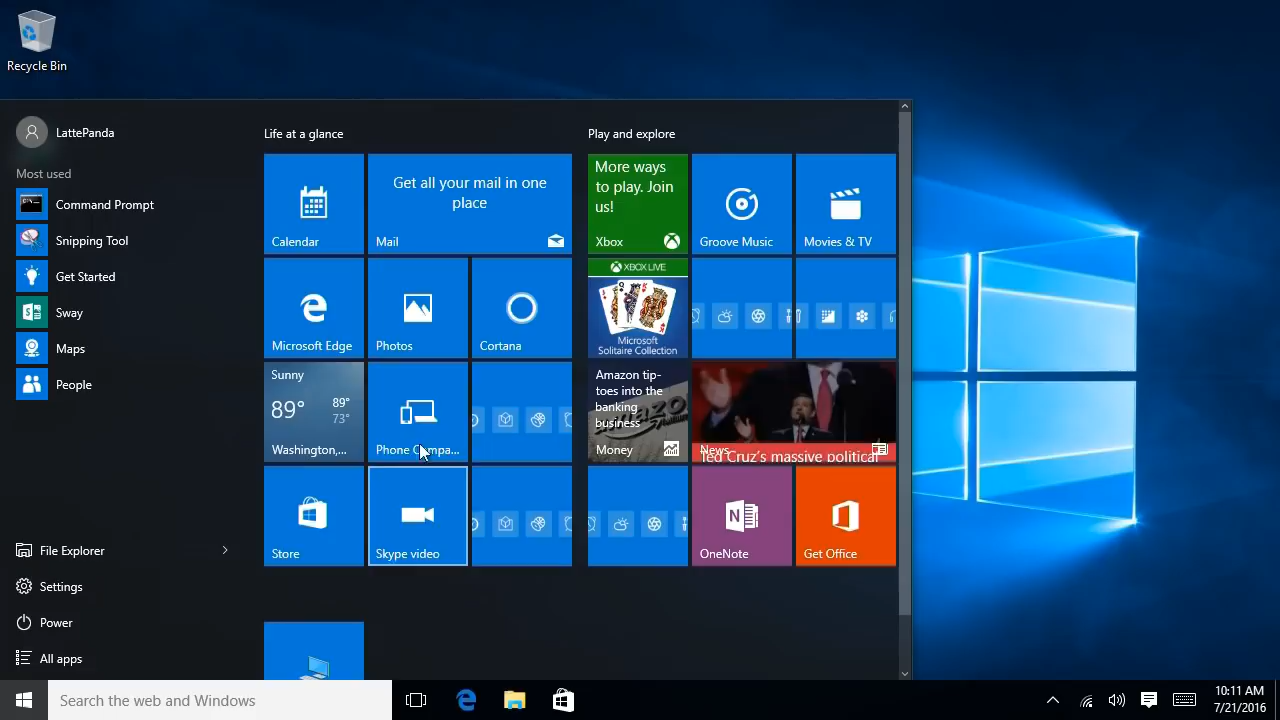 Recycle Bin
LattePanda
Most used
Command Prompt
Snipping Tool
Get Started
Sway
Maps
People
File Explorer
Settings
Power
All apps
Life at a glance
Calendar
Get all your mail in one
place
Mail
Microsoft Edge
Photos
Cortana
Sunny
89°
89°
73°
Washington,...
Phone Compa...
Store
Skype video
Play and explore
More ways
to play. Join
us!
Xbox
Groove Music
Movies & TV
XBOX LIVE
Microsoft
Solitaire Collection
Amazon tip-
toes into the
banking
business
Money
News
Ted Cruz's massive political
OneNote
Get Office
Search the web and Windows
10:11 AM
7/21/2016